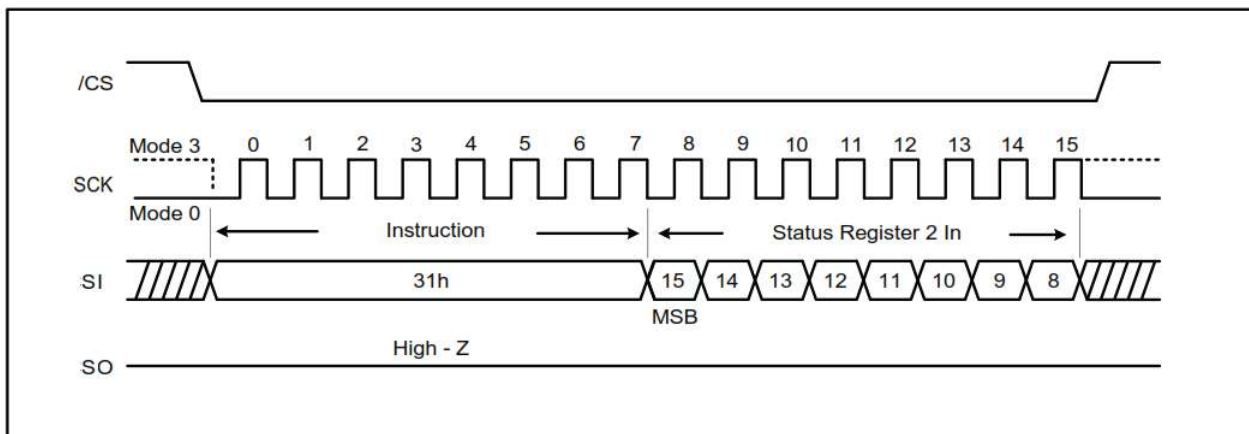 /CS
Mode 3 0 1 2 3 4 5 6 7 8 9 10 11 12 13 14 15
SCK
Mode 0
Instruction Status Register 2 In
SI 31h 15 14 13 12 11 10 9 8
MSB
High - Z
SO